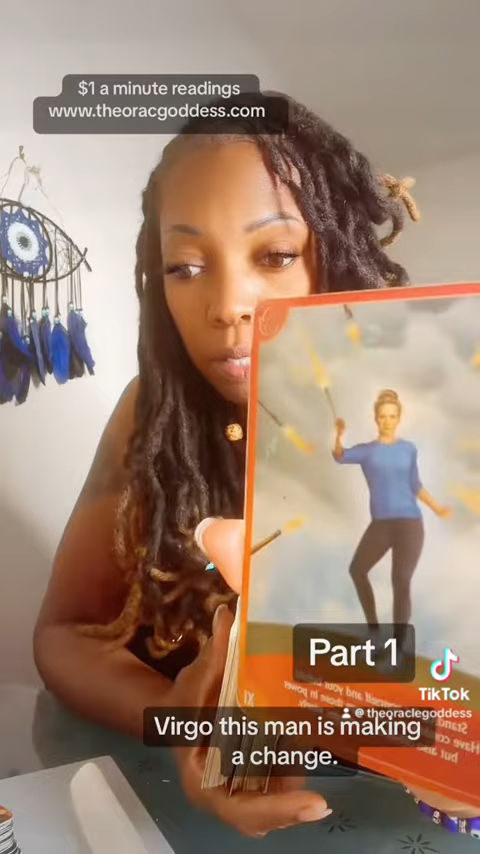 $1 a minute readings
www.theoracgoddess.com
Part 1
TikTok
@theoraclegoddess
Virgo this man is making
a change.